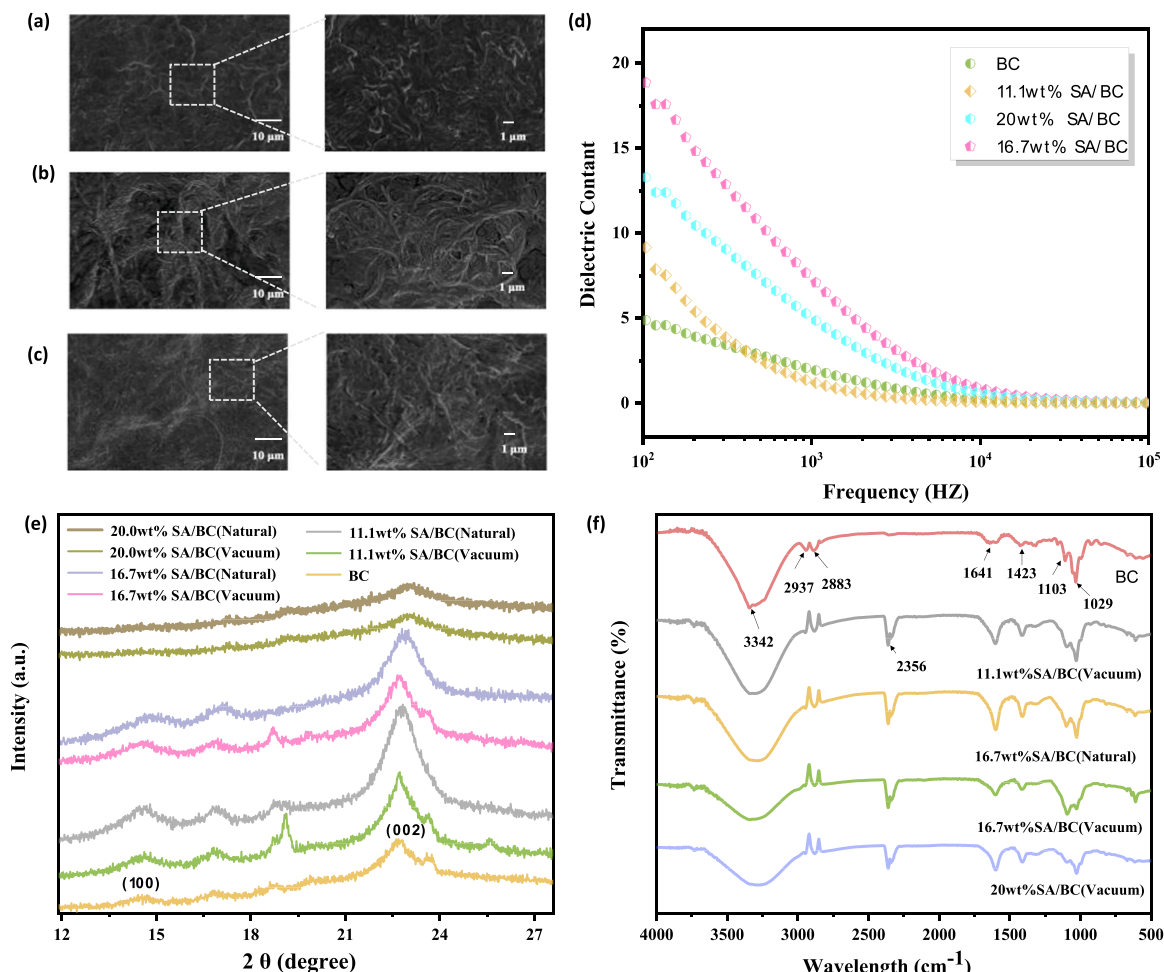 (a)
10 μm
1 μm
(b)
10 μm
1 μm
(c)
10 μm
1 μm
(d)
Dielectric Contant
20
15
10
5
0
BC
11.1wt% SA/BC
20wt% SA/BC
16.7wt% SA/BC
10²
10³
10⁴
10⁵
Frequency (HZ)
(e)
20.0wt% SA/BC(Natural)
20.0wt% SA/BC(Vacuum)
16.7wt% SA/BC(Natural)
16.7wt% SA/BC(Vacuum)
11.1wt% SA/BC(Natural)
11.1wt% SA/BC(Vacuum)
BC
Intensity (a.u.)
(002)
(100)
12
15
18
21
24
27
2 θ (degree)
(f)
Transmittance (%)
2937
2883
1641
1423
1103
1029
BC
3342
2356
11.1wt%SA/BC(Vacuum)
16.7wt%SA/BC(Natural)
16.7wt%SA/BC(Vacuum)
20wt%SA/BC(Vacuum)
4000
3500
3000
2500
2000
1500
1000
500
Wavelength (cm⁻¹)